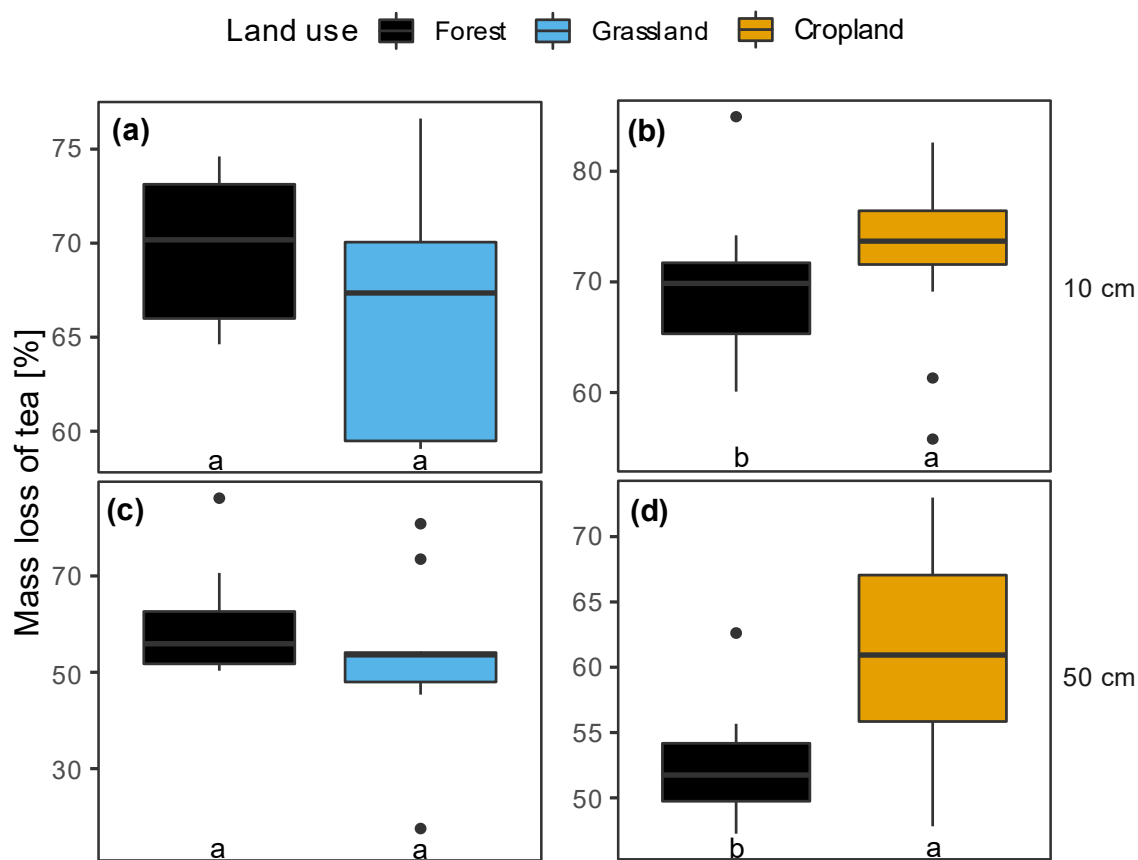 Land use Forest Grassland Cropland
Mass loss of tea [%]
(a)
75
70
65
60
a a
(b)
80
70
60
b a
10 cm
(c)
70
50
30
a a
(d)
70
65
60
55
50
b a
50 cm